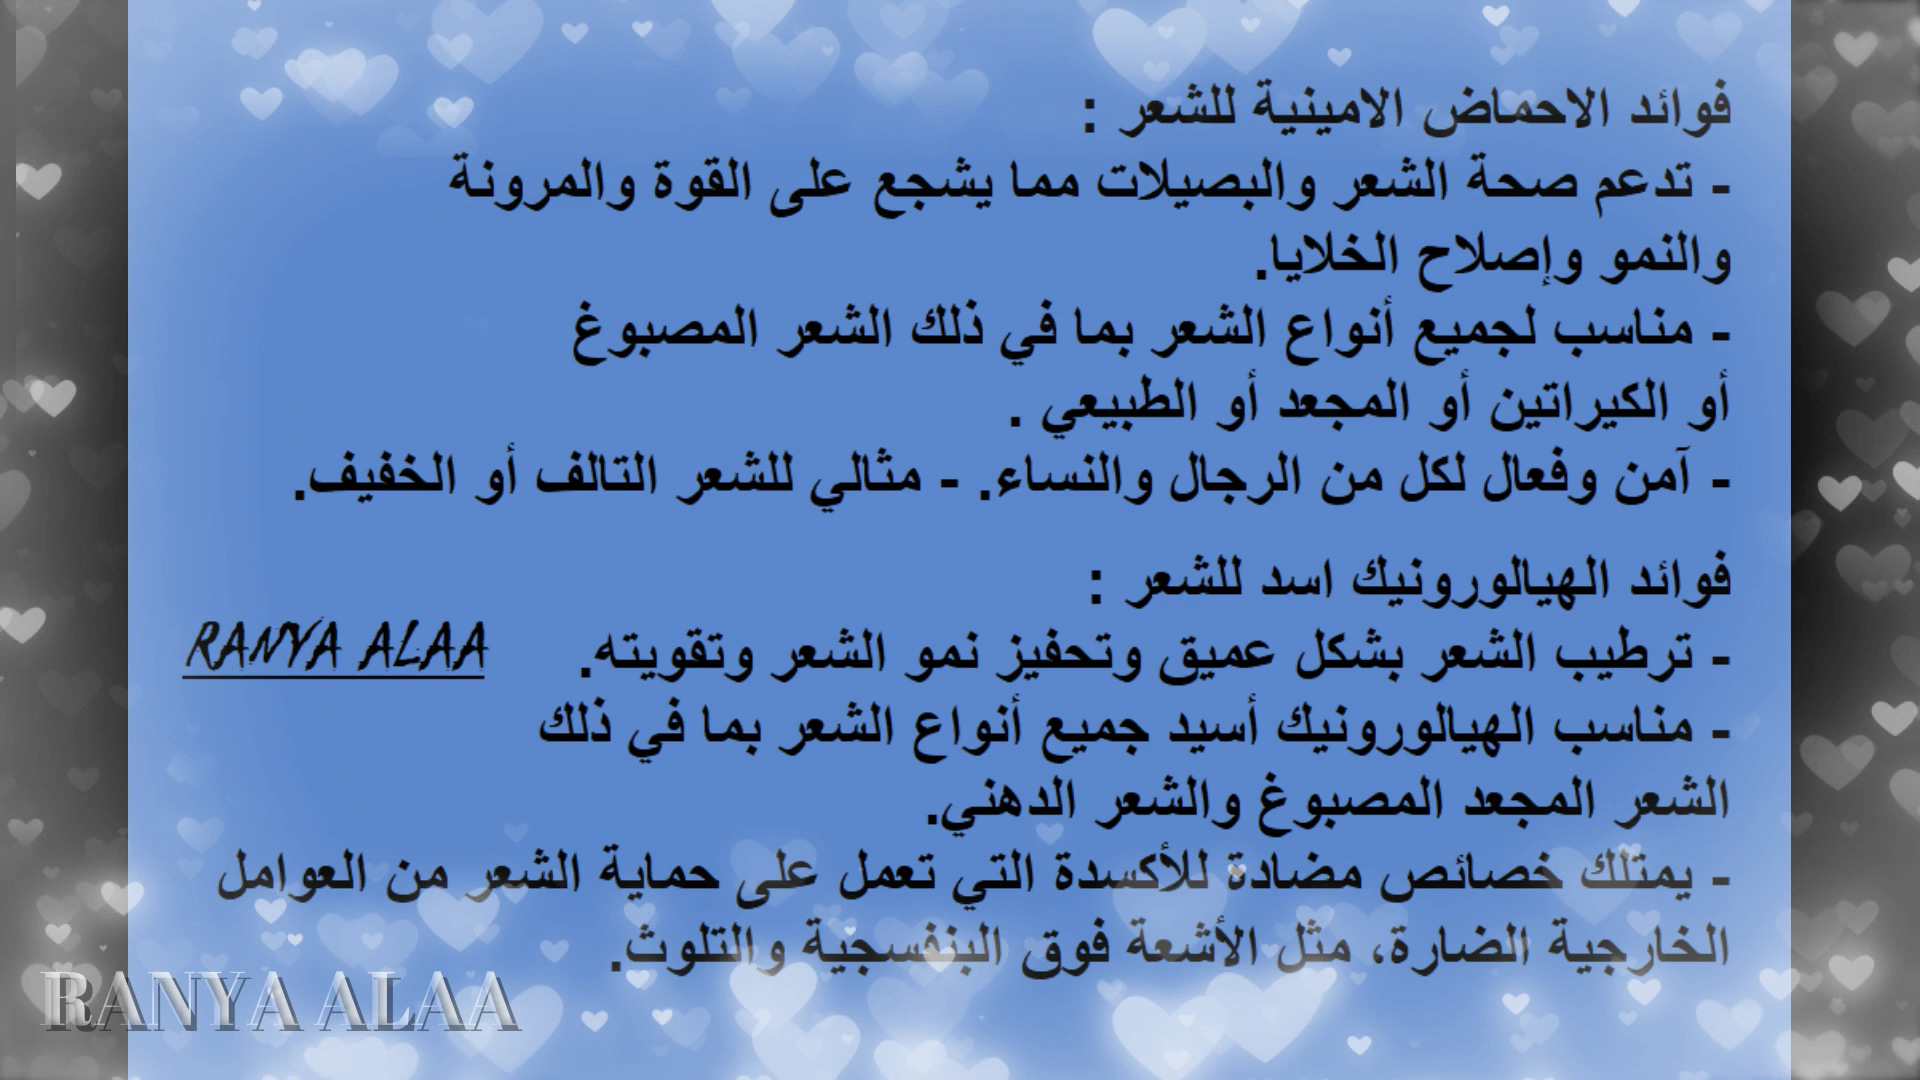 فوائد الاحماض الامينية للشعر :
- تدعم صحة الشعر والبصيلات مما يشجع على القوة والمرونة
والنمو وإصلاح الخلايا.
- مناسب لجميع أنواع الشعر بما في ذلك الشعر المصبوغ
أو الكيراتين أو المجعد أو الطبيعي .
- آمن وفعال لكل من الرجال والنساء. - مثالي للشعر التالف أو الخفيف.
فوائد الهيالورونيك اسد للشعر :
- ترطيب الشعر بشكل عميق وتحفيز نمو الشعر وتقويته.
RANYA ALAA
- مناسب الهيالورونيك أسيد جميع أنواع الشعر بما في ذلك
الشعر المجعد المصبوغ والشعر الدهني.
- يمتلك خصائص مضادة للأكسدة التي تعمل على حماية الشعر من العوامل
الخارجية الضارة، مثل الأشعة فوق البنفسجية والتلوث.
RANYA ALAA